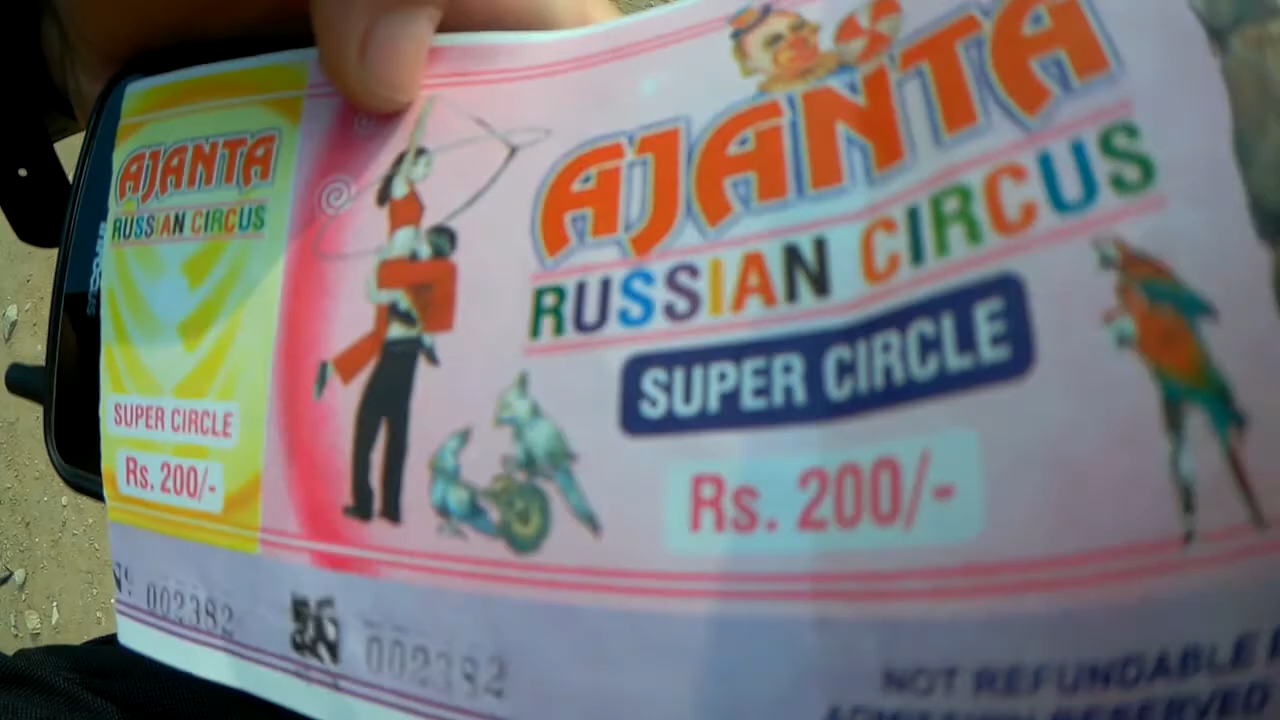 AJANTA
RUSSIAN CIRCUS
SUPER CIRCLE
Rs. 200/-
Nº 002382
AJANTA
RUSSIAN CIRCUS
SUPER CIRCLE
Rs. 200/-
002382
NOT REFUNDABLE
RESERVED